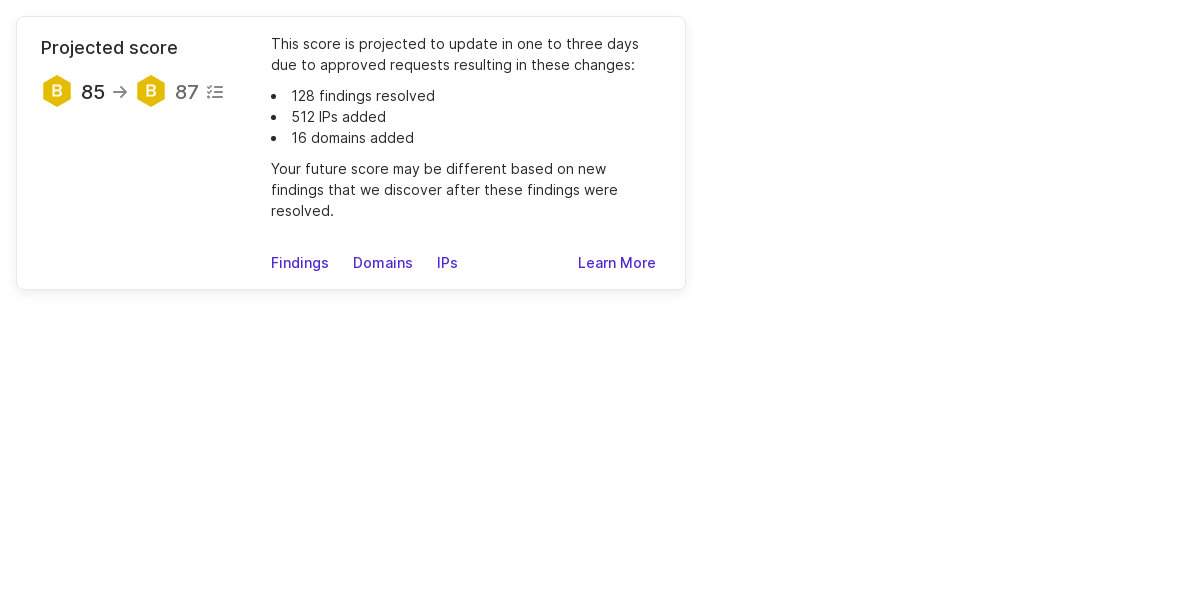 Projected score
B 85 → B 87
This score is projected to update in one to three days
due to approved requests resulting in these changes:
• 128 findings resolved
• 512 IPs added
• 16 domains added
Your future score may be different based on new
findings that we discover after these findings were
resolved.
Findings Domains IPs Learn More